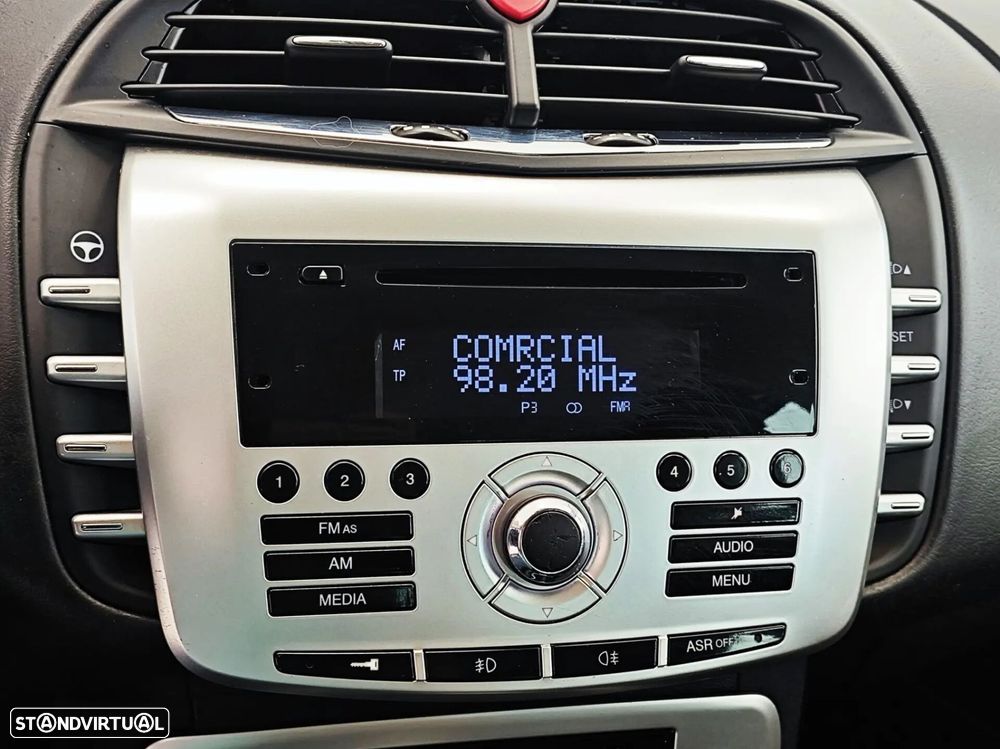 AF COMRCIAL
TP 98.20 MHz
P3 FMA
SET
1 2 3 4 5 6
FM AS
AM AUDIO
MEDIA MENU
ASR OFF
STANDVIRTUAL